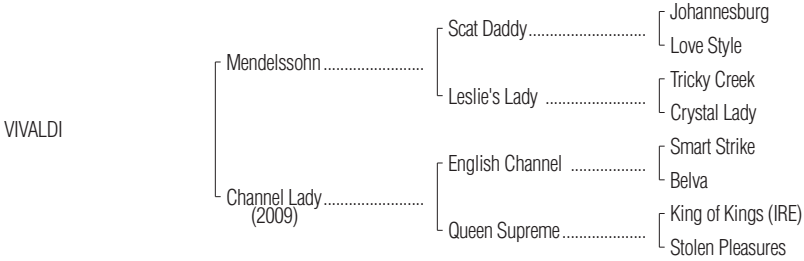 Johannesburg
Scat Daddy..............................
Love Style
Mendelssohn..........................
Tricky Creek
Leslie's Lady ..........................
Crystal Lady
VIVALDI
Smart Strike
English Channel ....................
Belva
Channel Lady..........................
(2009)
King of Kings (IRE)
Queen Supreme......................
Stolen Pleasures